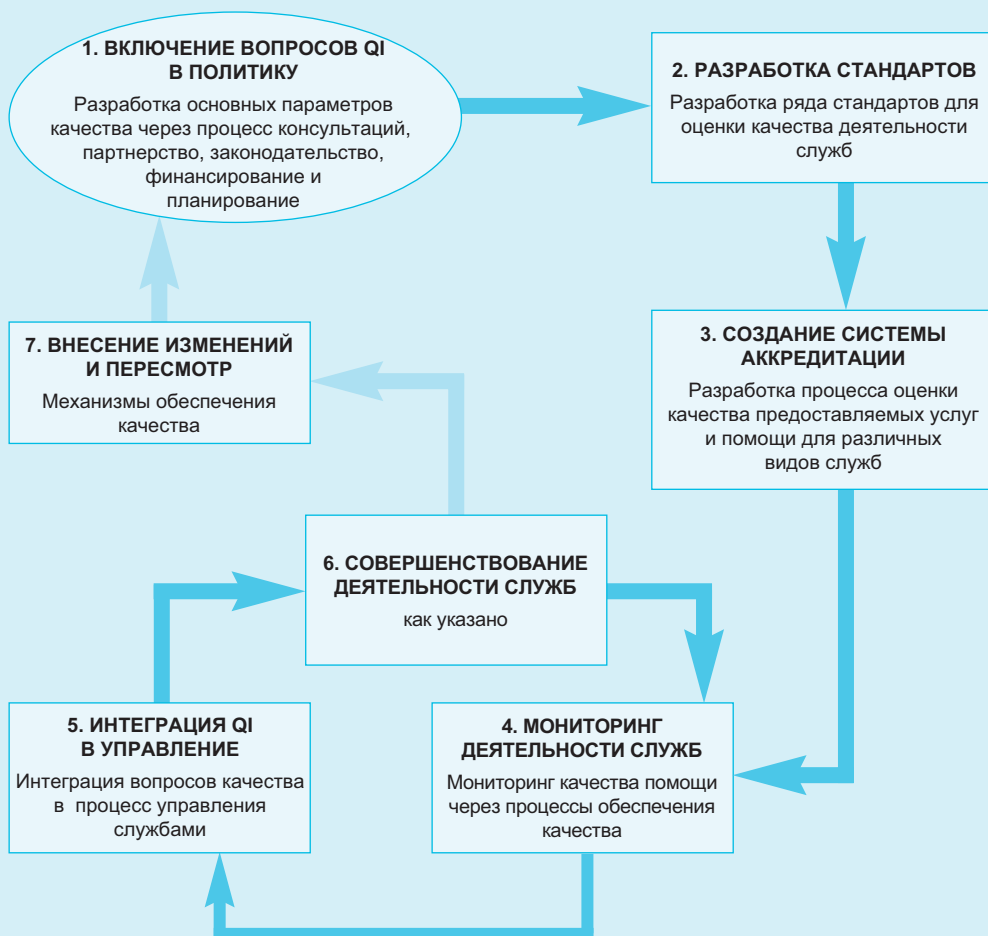 1. ВКЛЮЧЕНИЕ ВОПРОСОВ QI
В ПОЛИТИКУ
Разработка основных параметров
качества через процесс консультаций,
партнерство, законодательство,
финансирование и
планирование
2. РАЗРАБОТКА СТАНДАРТОВ
Разработка ряда стандартов для
оценки качества деятельности
служб
3. СОЗДАНИЕ СИСТЕМЫ
АККРЕДИТАЦИИ
Разработка процесса оценки
качества предоставляемых услуг
и помощи для различных
видов служб
4. МОНИТОРИНГ
ДЕЯТЕЛЬНОСТИ СЛУЖБ
Мониторинг качества помощи
через процессы обеспечения
качества
5. ИНТЕГРАЦИЯ QI
В УПРАВЛЕНИЕ
Интеграция вопросов качества
в процесс управления
службами
6. СОВЕРШЕНСТВОВАНИЕ
ДЕЯТЕЛЬНОСТИ СЛУЖБ
как указано
7. ВНЕСЕНИЕ ИЗМЕНЕНИЙ
И ПЕРЕСМОТР
Механизмы обеспечения
качества